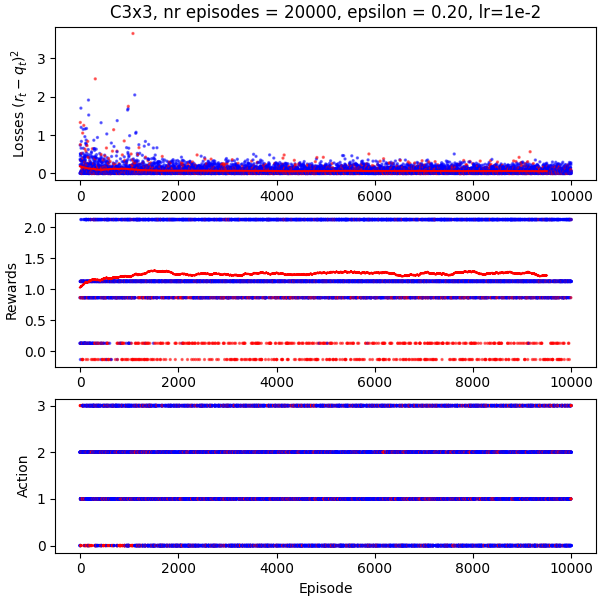 C3x3, nr episodes = 20000, epsilon = 0.20, lr=1e-2
Losses $(r_t - q_t)^2$
3
2
1
0
0 2000 4000 6000 8000 10000
Rewards
2.0
1.5
1.0
0.5
0.0
0 2000 4000 6000 8000 10000
Action
3
2
1
0
0 2000 4000 6000 8000 10000
Episode